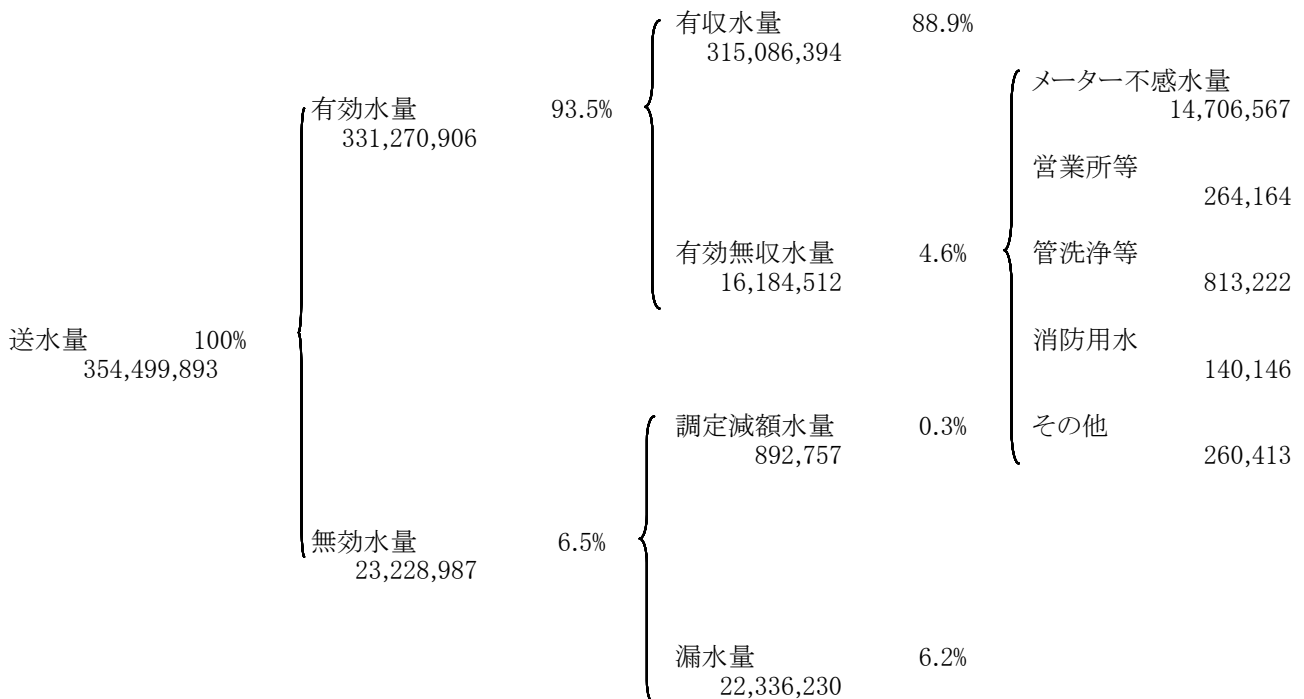 有収水量 88.9%
315,086,394
メーター不感水量
14,706,567
有効水量 93.5%
331,270,906
営業所等
264,164
有効無収水量 4.6%
16,184,512
管洗浄等
813,222
送水量 100%
354,499,893
消防用水
140,146
調定減額水量 0.3%
892,757
その他
260,413
無効水量 6.5%
23,228,987
漏水量 6.2%
22,336,230